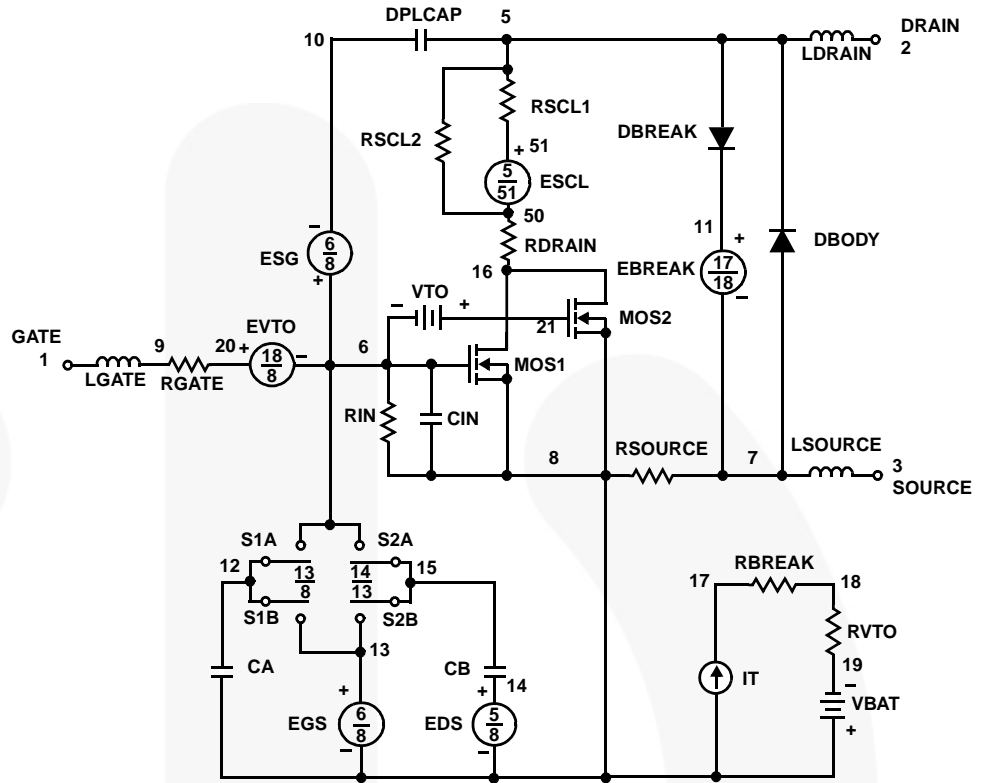 DPLCAP
5
10
DRAIN
2
LDRAIN
RSCL1
RSCL2
DBREAK
+ 51
5
51
ESCL
50
11
+
DBODY
RDRAIN
−
6
8
ESG
+
16
EBREAK
17
18
−
− VTO +
21
MOS2
GATE
1
9
20
+
EVTO
18
8
−
6
MOS1
LGATE
RGATE
RIN
CIN
8
RSOURCE
7
LSOURCE
3
SOURCE
S1A
S2A
12
13
8
14
13
15
S1B
S2B
13
RBREAK
17
18
RVTO
19
CA
CB
14
+
+
IT
−
VBAT
+
EGS
6
8
−
EDS
5
8
−